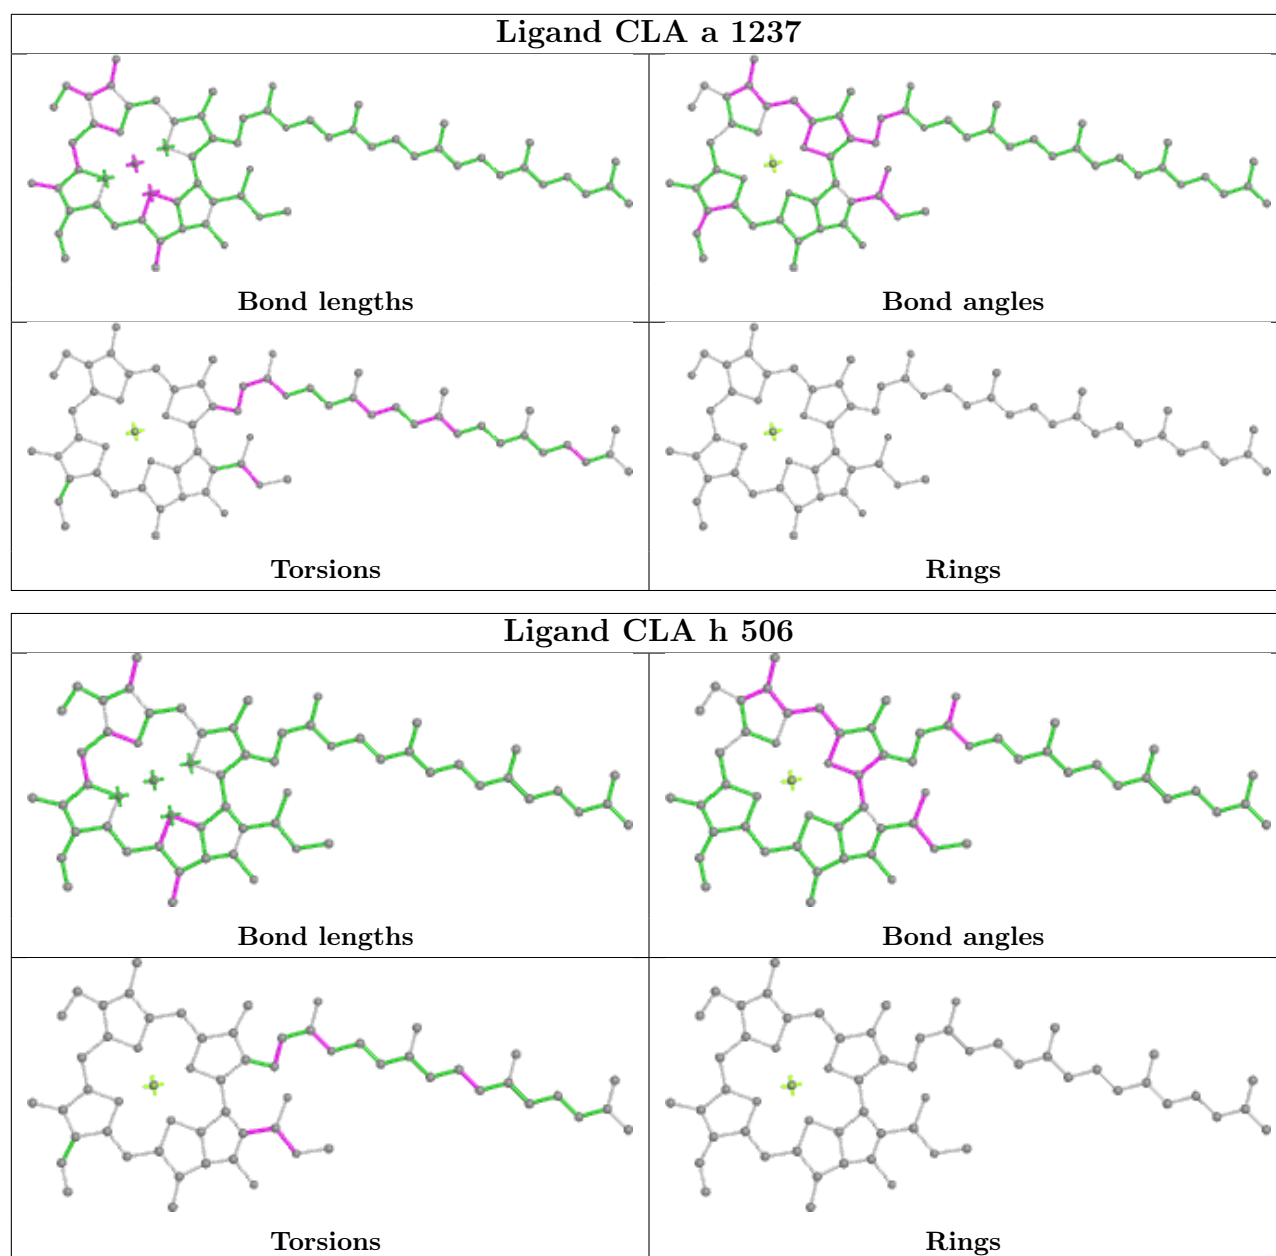 Ligand CLA a 1237
Bond lengths
Bond angles
Torsions
Rings
Ligand CLA h 506
Bond lengths
Bond angles
Torsions
Rings